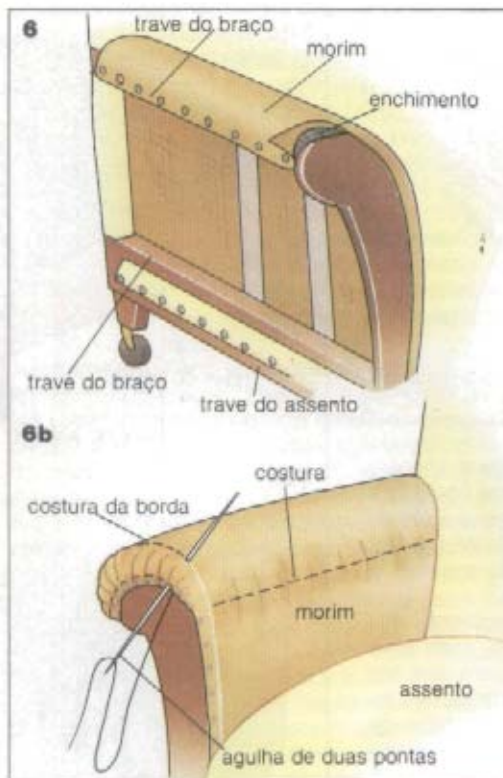 6
trave do braço
morim
enchimento
trave do braço
trave do assento
6b
costura
costura da borda
morim
assento
agulha de duas pontas